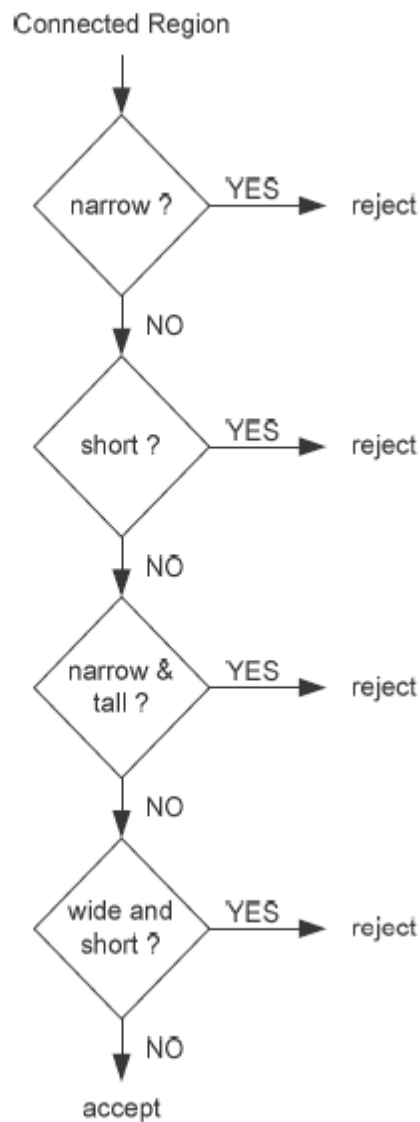 Connected Region
narrow ?
YES
reject
NO
short ?
YES
reject
NO
narrow &
tall ?
YES
reject
NO
wide and
short ?
YES
reject
NO
accept